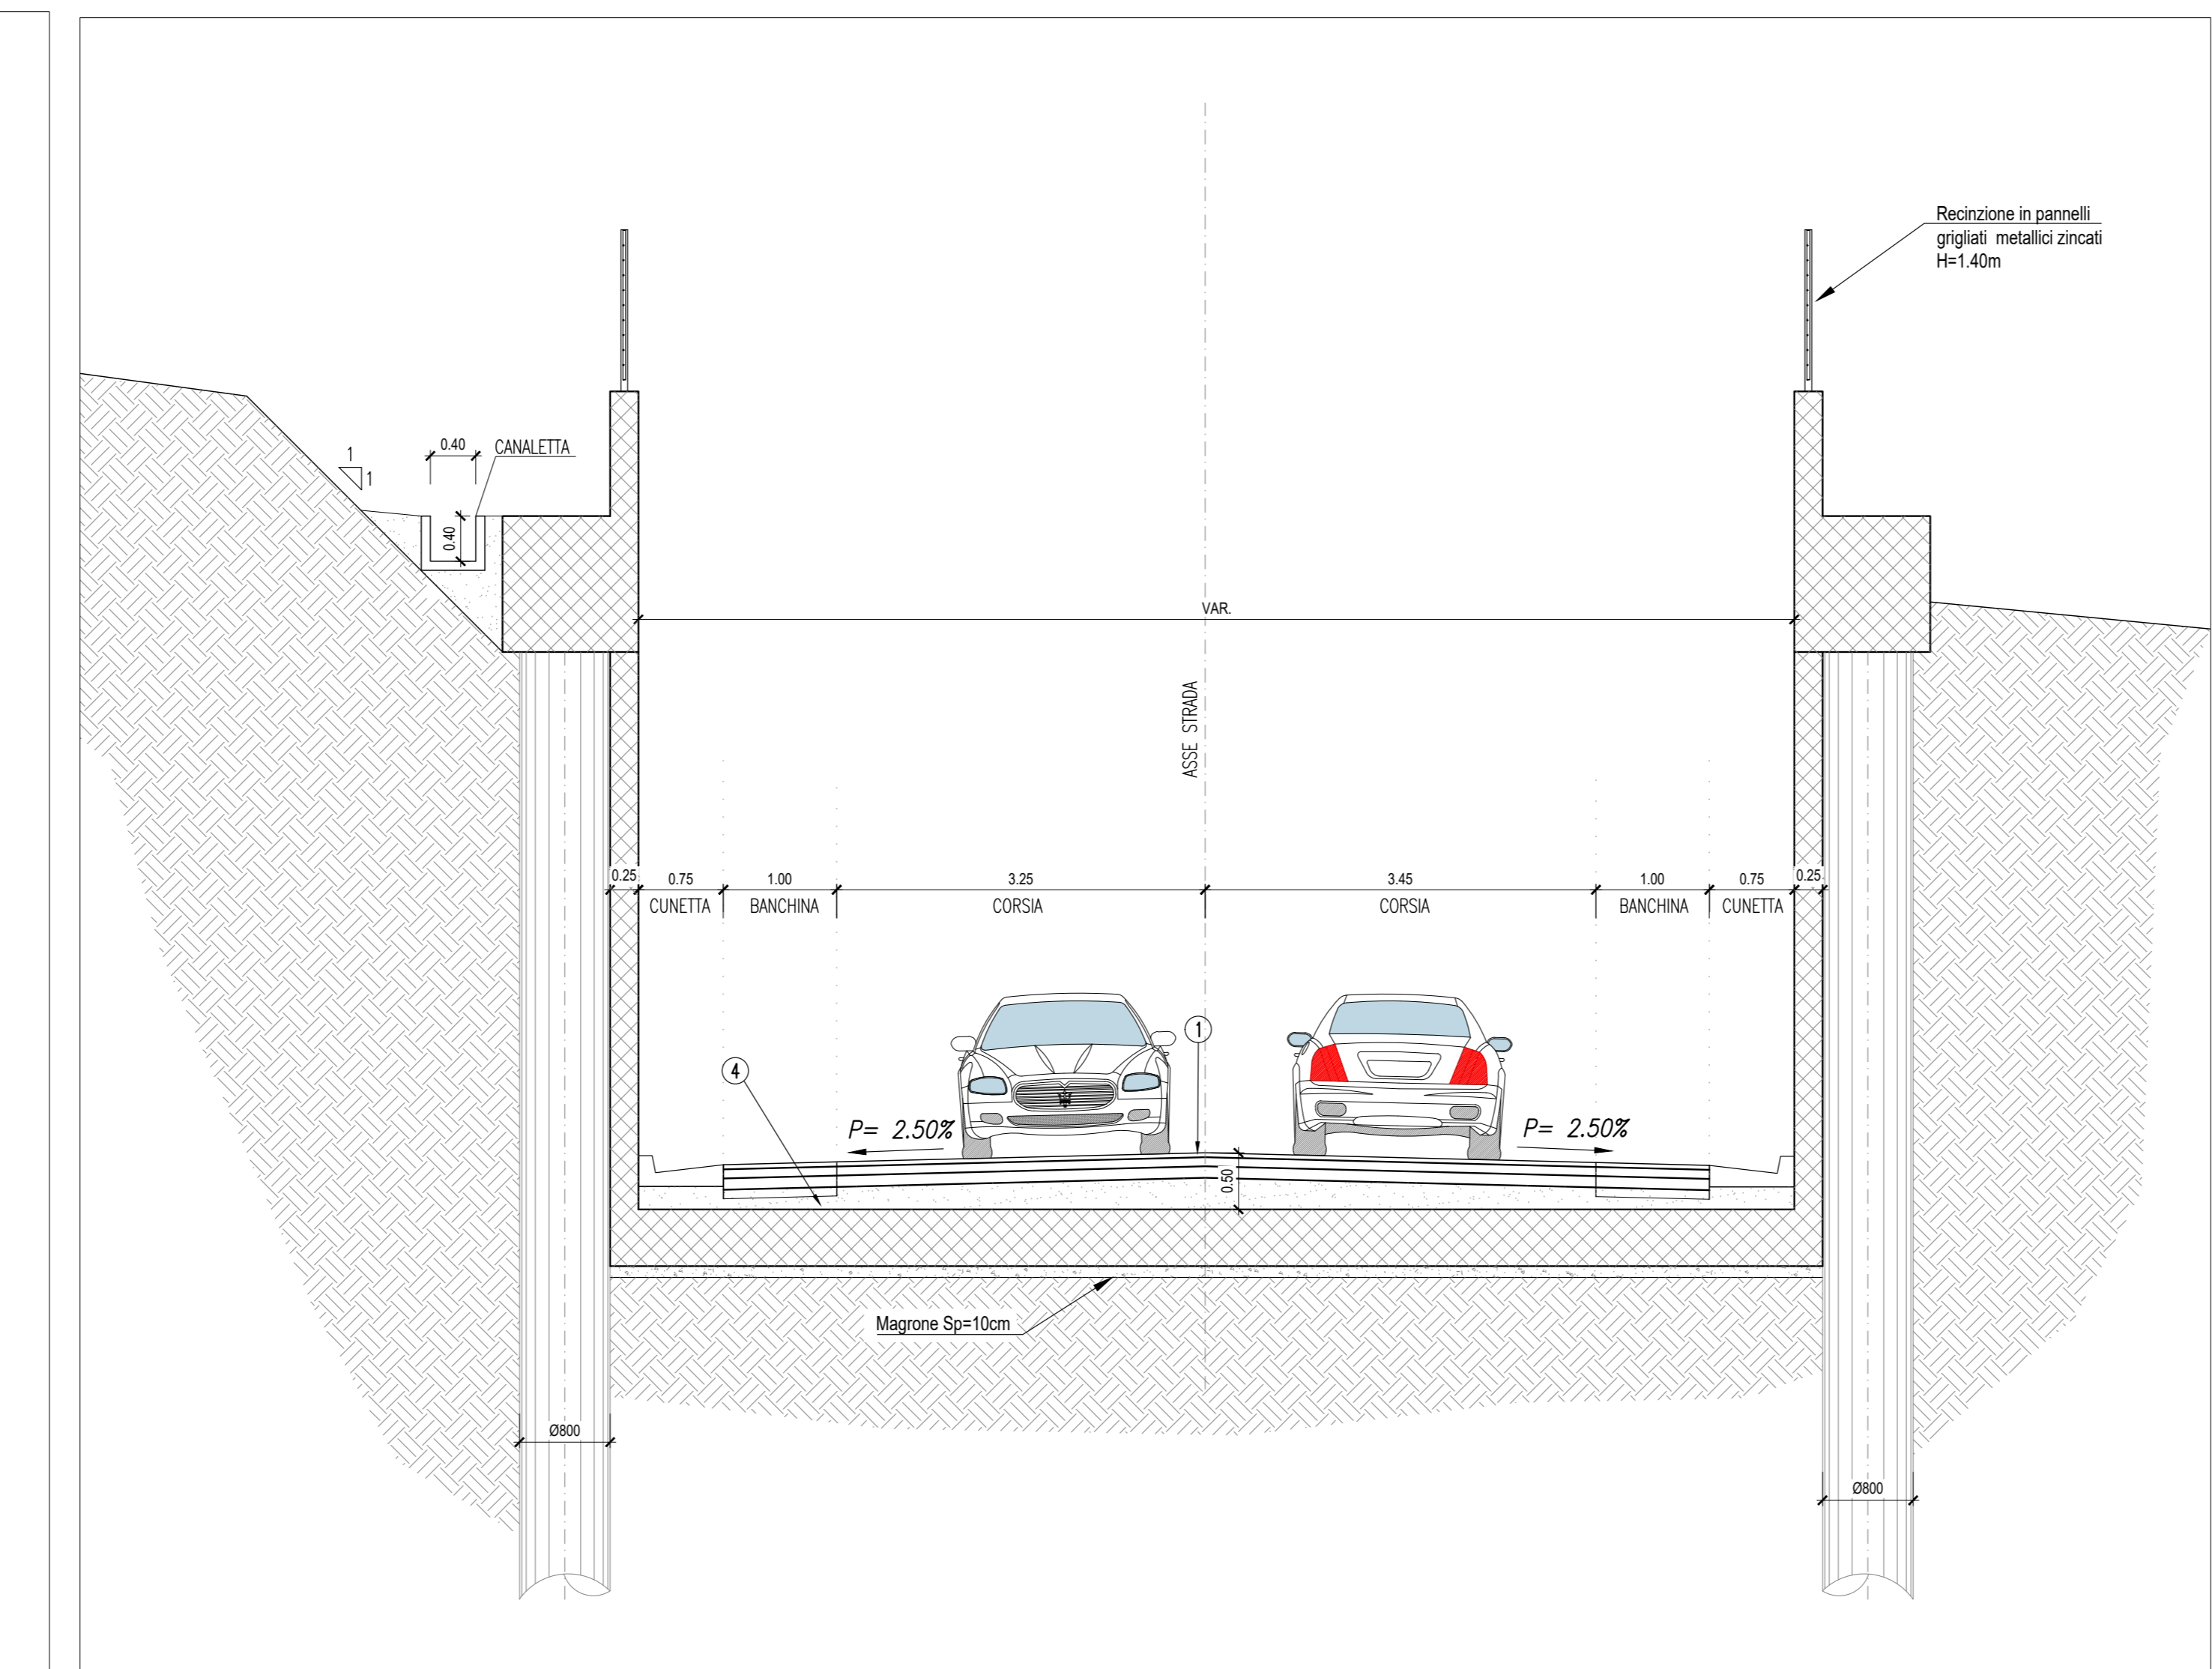 Recinzione in pannelli
grigliati metallici zincati
H=1.40m
1
1
0.40
CANALETTA
0.40
VAR.
ASSE STRADA
0.25
0.75
1.00
3.25
3.45
1.00
0.75
0.25
CUNETTA
BANCHINA
CORSIA
CORSIA
BANCHINA
CUNETTA
1
4
P= 2.50%
P= 2.50%
0.50
Magrone Sp=10cm
Ø800
Ø800